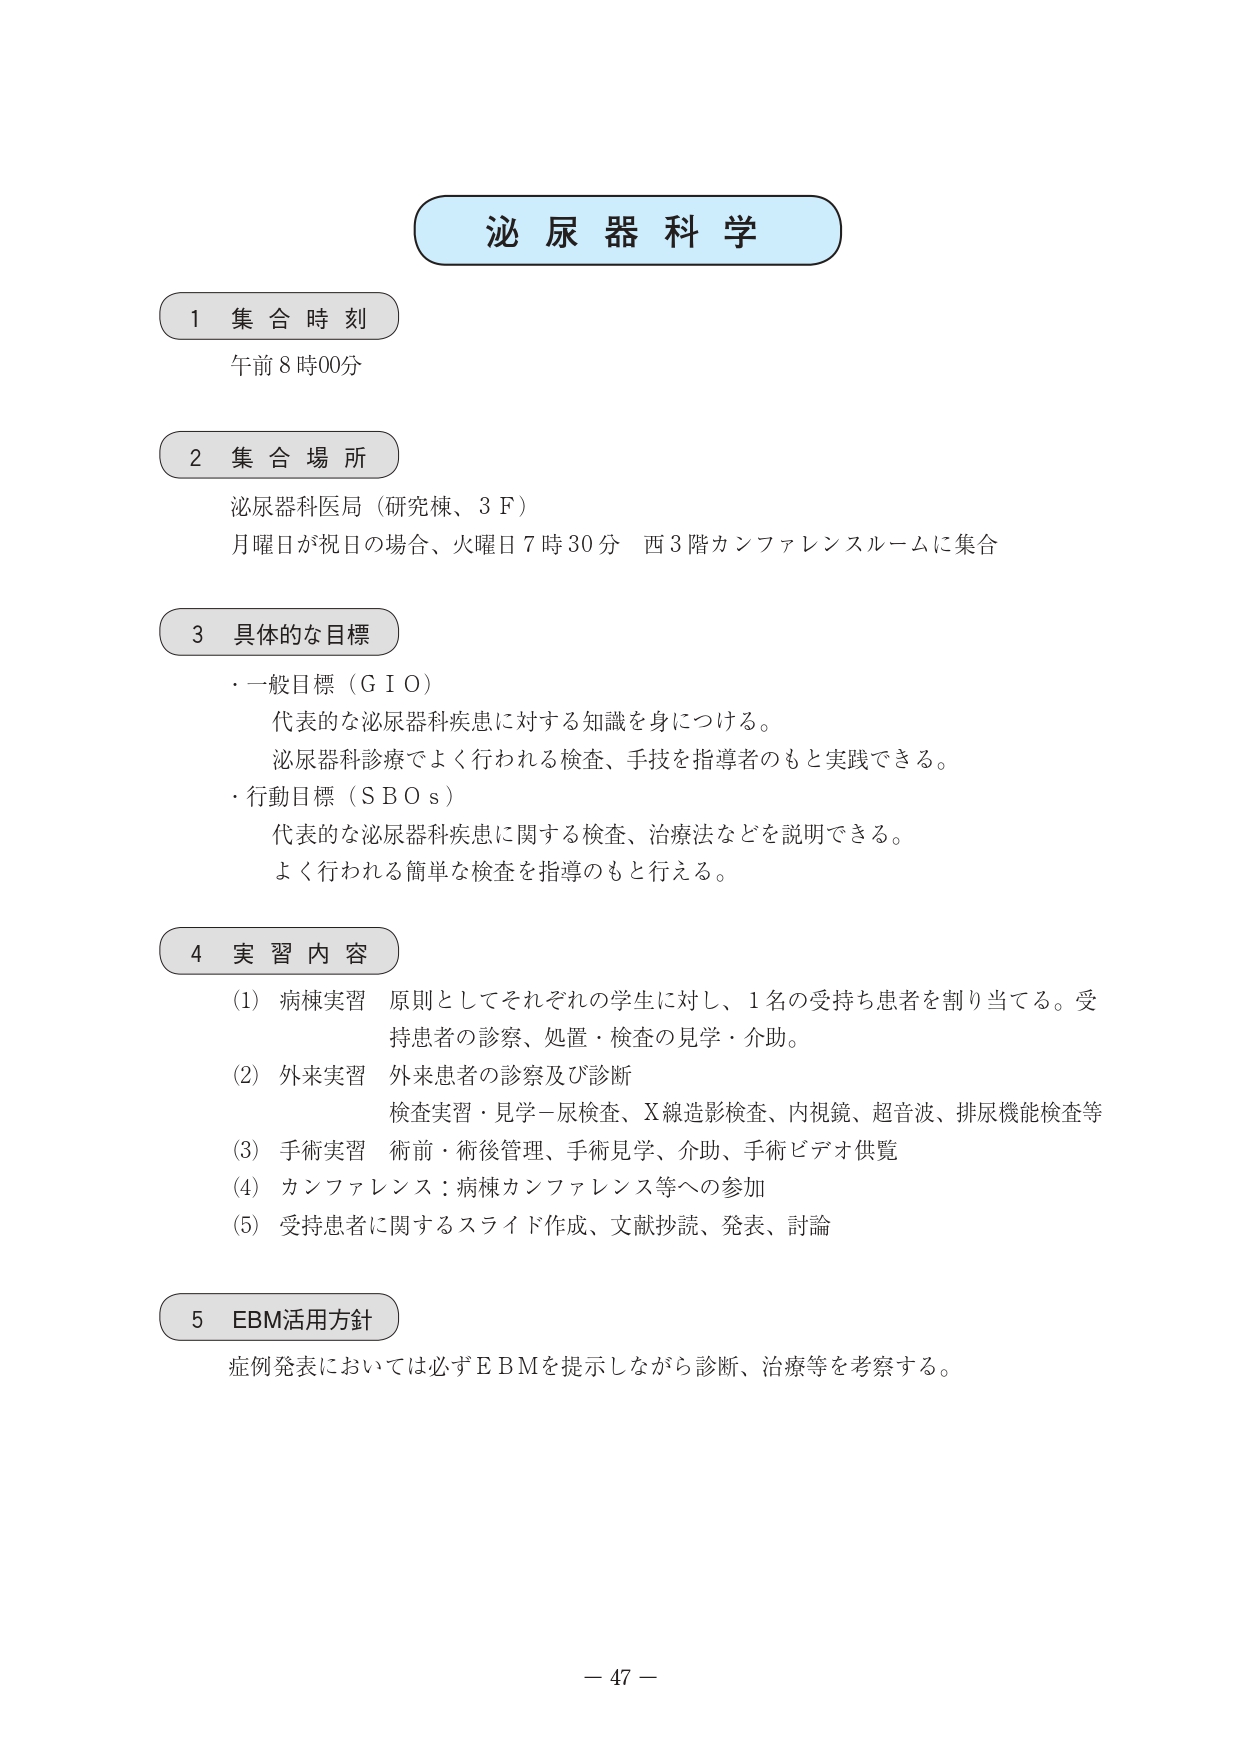 泌尿器科学
1 集合時刻
午前8時00分
2 集合場所
泌尿器科医局（研究棟、3F）
月曜日が祝日の場合、火曜日7時30分　西3階カンファレンスルームに集合
3 具体的な目標
・一般目標（GIO）
代表的な泌尿器科疾患に対する知識を身につける。
泌尿器科診療でよく行われる検査、手技を指導者のもと実践できる。
・行動目標（SBOs）
代表的な泌尿器科疾患に関する検査、治療法などを説明できる。
よく行われる簡単な検査を指導のもと行える。
4 実習内容
(1) 病棟実習　原則としてそれぞれの学生に対し、1名の受持ち患者を割り当てる。受
持患者の診察、処置・検査の見学・介助。
(2) 外来実習　外来患者の診察及び診断
検査実習・見学－尿検査、X線造影検査、内視鏡、超音波、排尿機能検査等
(3) 手術実習　術前・術後管理、手術見学、介助、手術ビデオ供覧
(4) カンファレンス：病棟カンファレンス等への参加
(5) 受持患者に関するスライド作成、文献抄読、発表、討論
5 EBM活用方針
症例発表においては必ずEBMを提示しながら診断、治療等を考察する。
－ 47 －